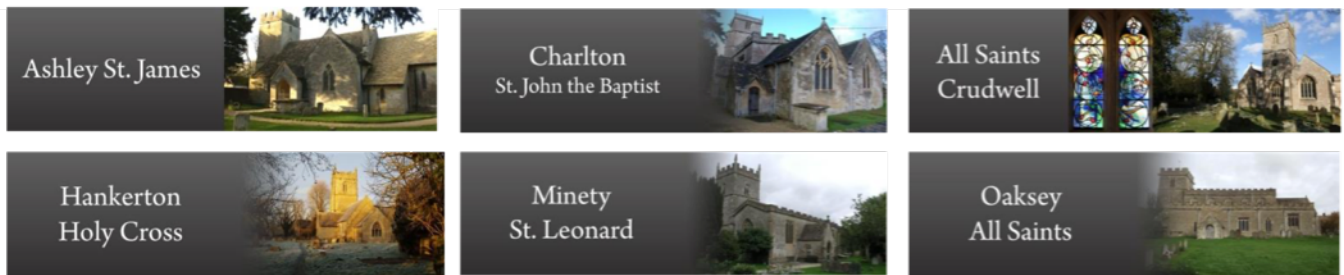 Ashley St. James
Charlton
St. John the Baptist
All Saints
Crudwell
Hankerton
Holy Cross
Minety
St. Leonard
Oaksey
All Saints